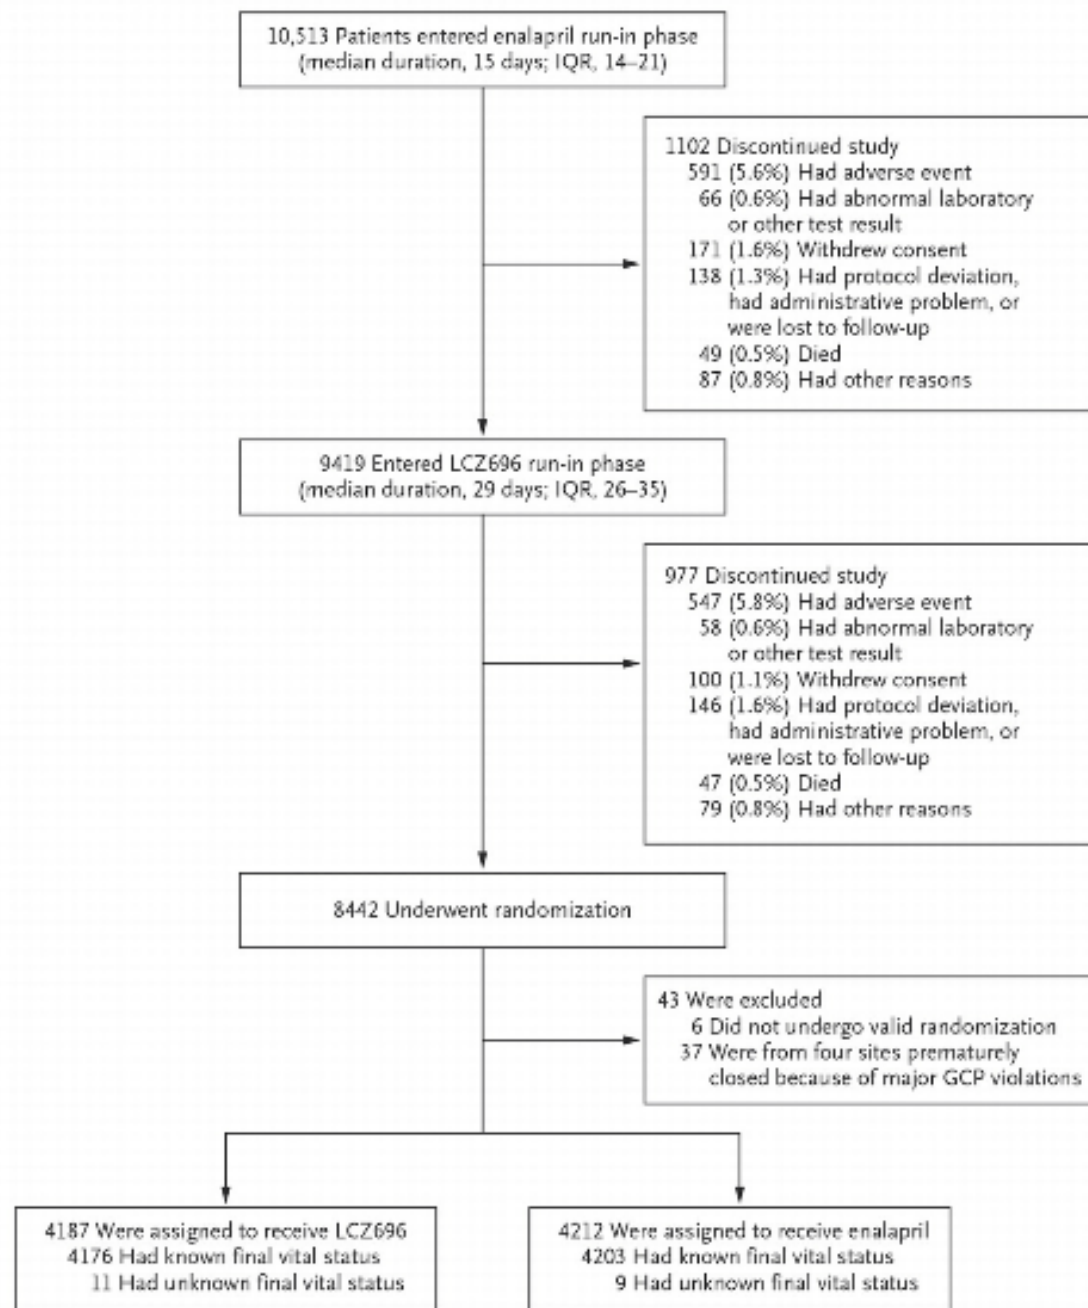 10,513 Patients entered enalapril run-in phase
(median duration, 15 days; IQR, 14–21)
1102 Discontinued study
591 (5.6%) Had adverse event
66 (0.6%) Had abnormal laboratory
or other test result
171 (1.6%) Withdrew consent
138 (1.3%) Had protocol deviation,
had administrative problem, or
were lost to follow-up
49 (0.5%) Died
87 (0.8%) Had other reasons
9419 Entered LCZ696 run-in phase
(median duration, 29 days; IQR, 26–35)
977 Discontinued study
547 (5.8%) Had adverse event
58 (0.6%) Had abnormal laboratory
or other test result
100 (1.1%) Withdrew consent
146 (1.6%) Had protocol deviation,
had administrative problem, or
were lost to follow-up
47 (0.5%) Died
79 (0.8%) Had other reasons
8442 Underwent randomization
43 Were excluded
6 Did not undergo valid randomization
37 Were from four sites prematurely
closed because of major GCP violations
4187 Were assigned to receive LCZ696
4176 Had known final vital status
11 Had unknown final vital status
4212 Were assigned to receive enalapril
4203 Had known final vital status
9 Had unknown final vital status